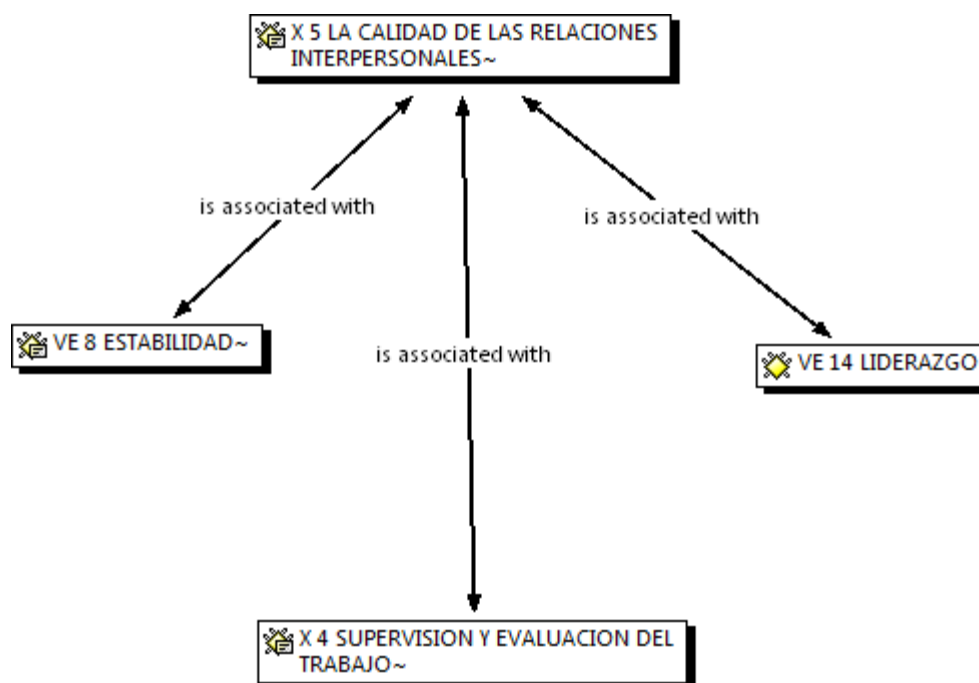 X 5 LA CALIDAD DE LAS RELACIONES
INTERPERSONALES~
is associated with
is associated with
VE 8 ESTABILIDAD~
is associated with
VE 14 LIDERAZGO
X 4 SUPERVISION Y EVALUACION DEL
TRABAJO~